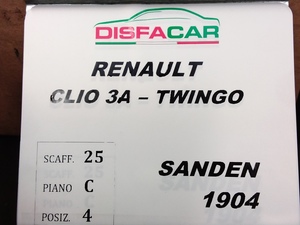 DISFACAR
RENAULT
CLIO 3A – TWINGO
SCAFF. 25
PIANO C
POSIZ. 4
SANDEN
1904